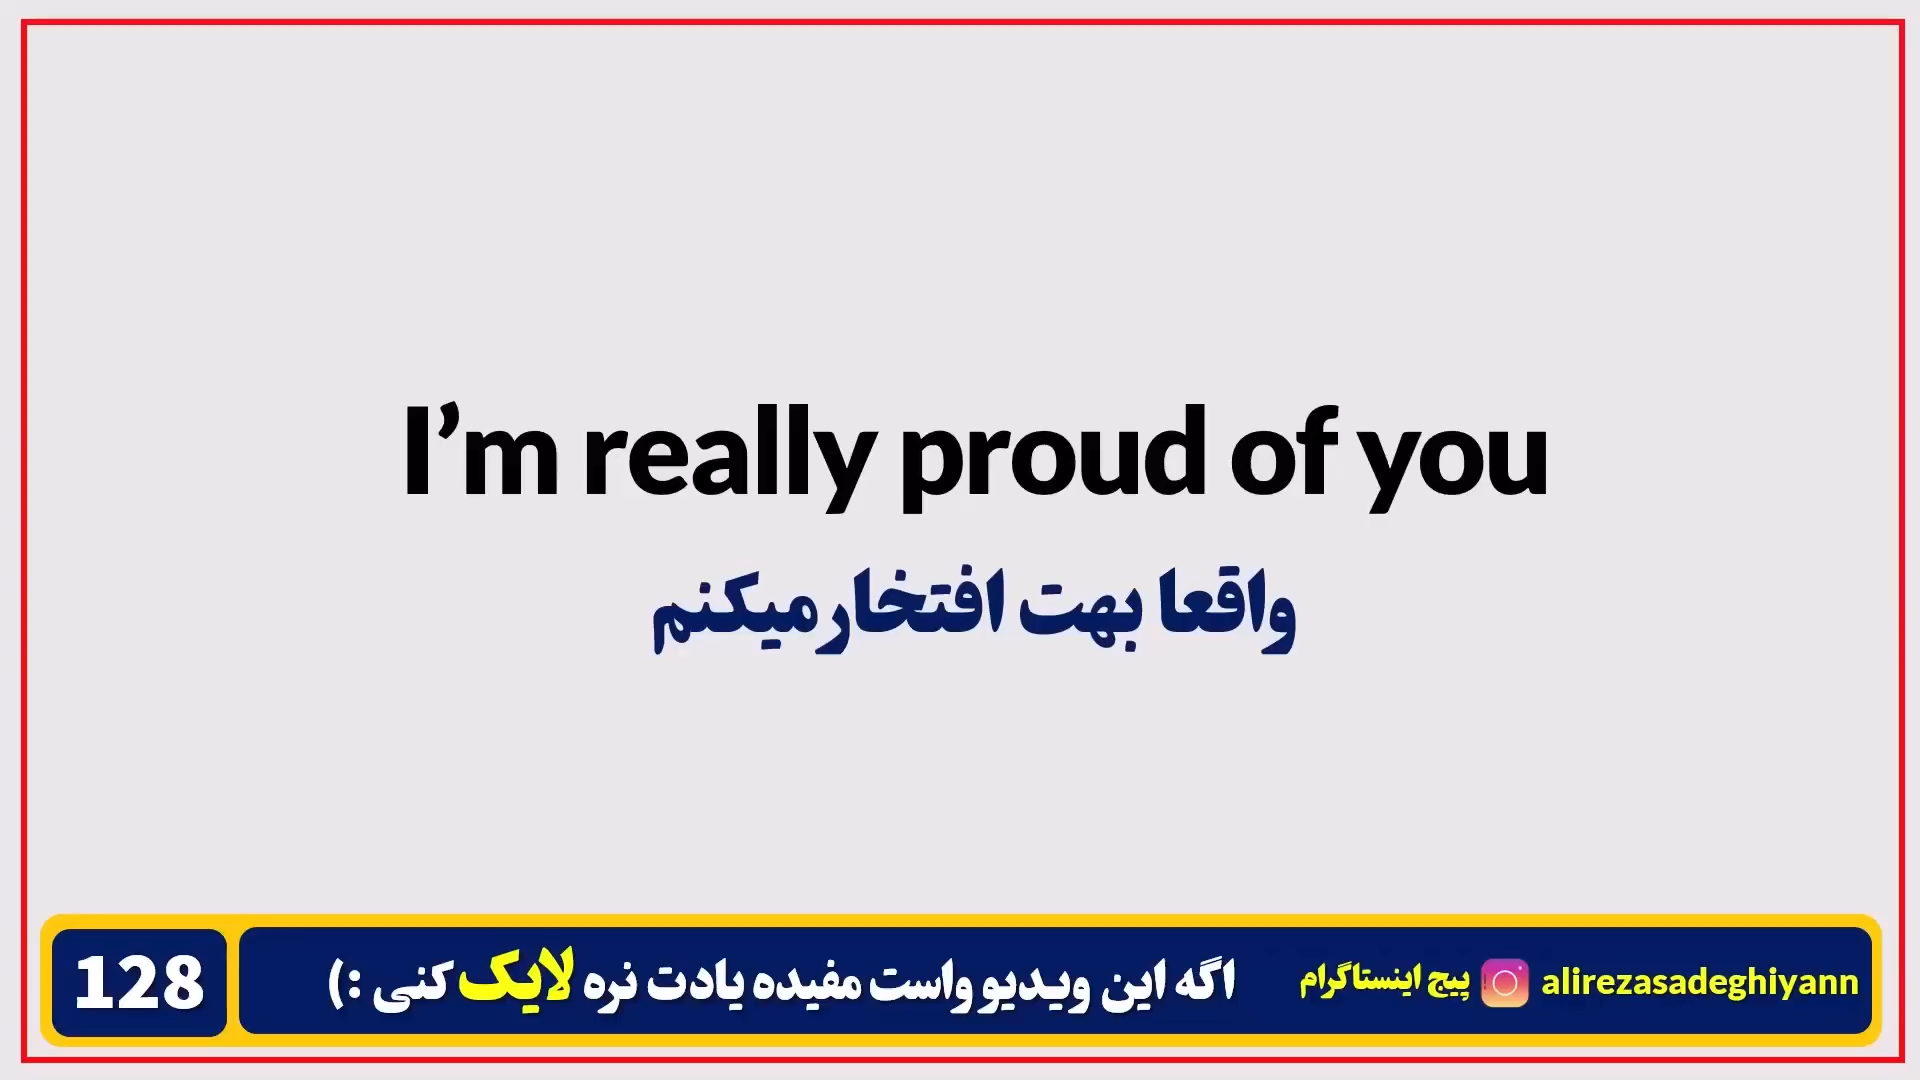 I’m really proud of you
واقعا بهت افتخار میکنم
128
اگه این ویدیو واست مفیده یادت نره لایک کنی :)
پیج اینستاگرام
alirezasadeghiyann